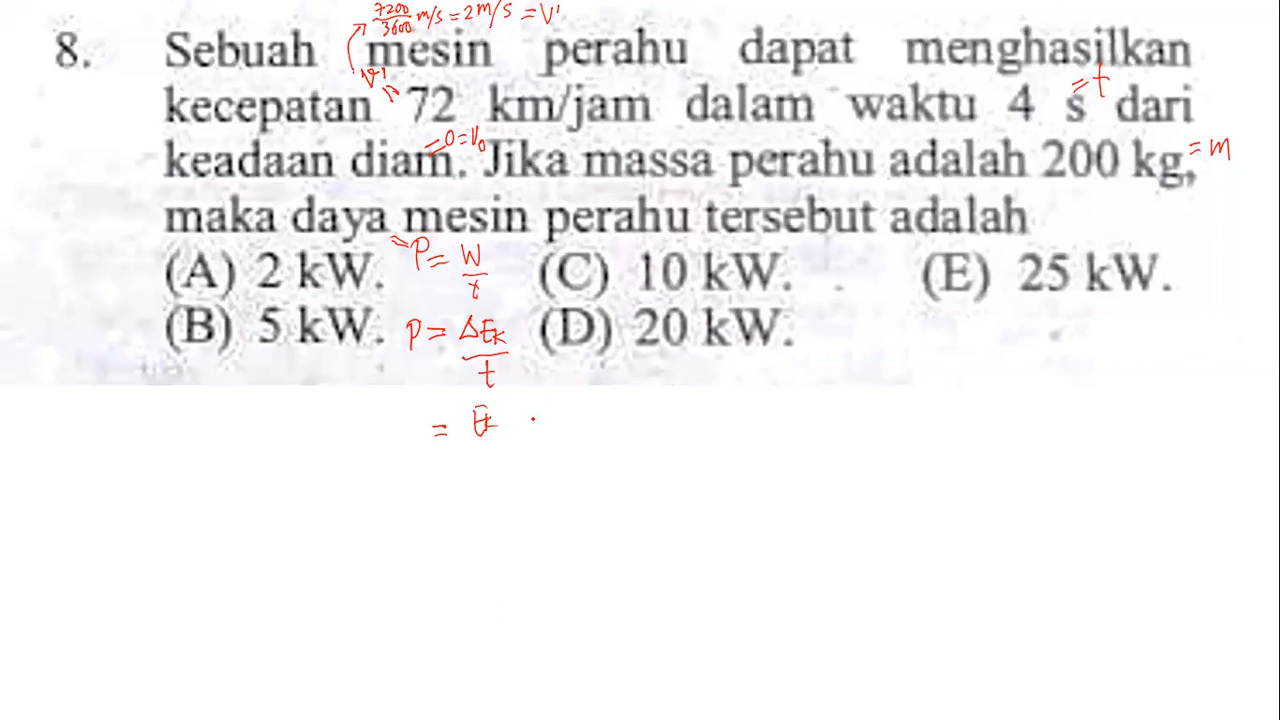 7200/3600 m/s = 2 m/s = V'
8. Sebuah mesin perahu dapat menghasilkan
V' = = t
kecepatan 72 km/jam dalam waktu 4 s dari
= 0 = V₀
keadaan diam. Jika massa perahu adalah 200 kg, = m
maka daya mesin perahu tersebut adalah
(A) 2 kW. = P = W/t (C) 10 kW. (E) 25 kW.
(B) 5 kW. P = ΔEk/t (D) 20 kW.
= Ek